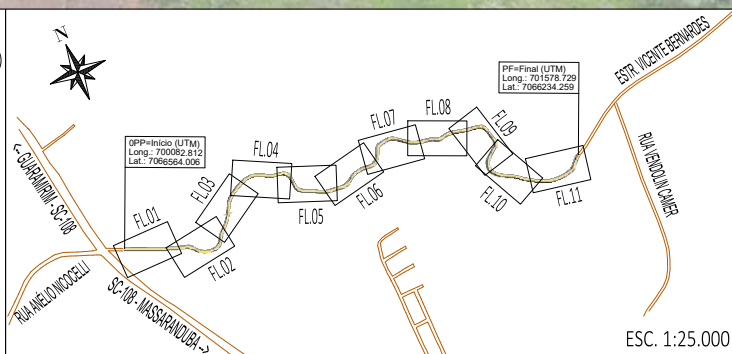 N
ESTR. VICENTE BERNARDES
PF=Final (UTM)
Long.: 701578.729
Lat.: 7066234.259
0PP=Início (UTM)
Long.: 700082.812
Lat.: 7066564.006
FL.01
FL.02
FL.03
FL.04
FL.05
FL.06
FL.07
FL.08
FL.09
FL.10
FL.11
<- GUARAMIRIM - SC-108
RUA ANÉLIO NICOCELLI
SC-108 - MASSARANDUBA ->
RUA VENDOLIN CAMER
ESC. 1:25.000